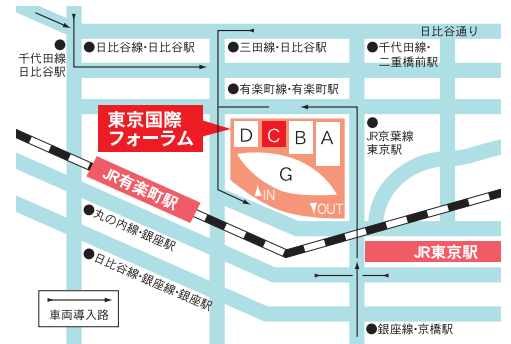 日比谷通り
千代田線
日比谷駅
●日比谷線・日比谷駅
●三田線・日比谷駅
●千代田線・
二重橋前駅
●有楽町線・有楽町駅
東京国際
フォーラム
D
C
B
A
G
IN
OUT
JR京葉線
東京駅
JR有楽町駅
●丸の内線・銀座駅
●日比谷線・銀座線・銀座駅
JR東京駅
車両導入路
●銀座線・京橋駅